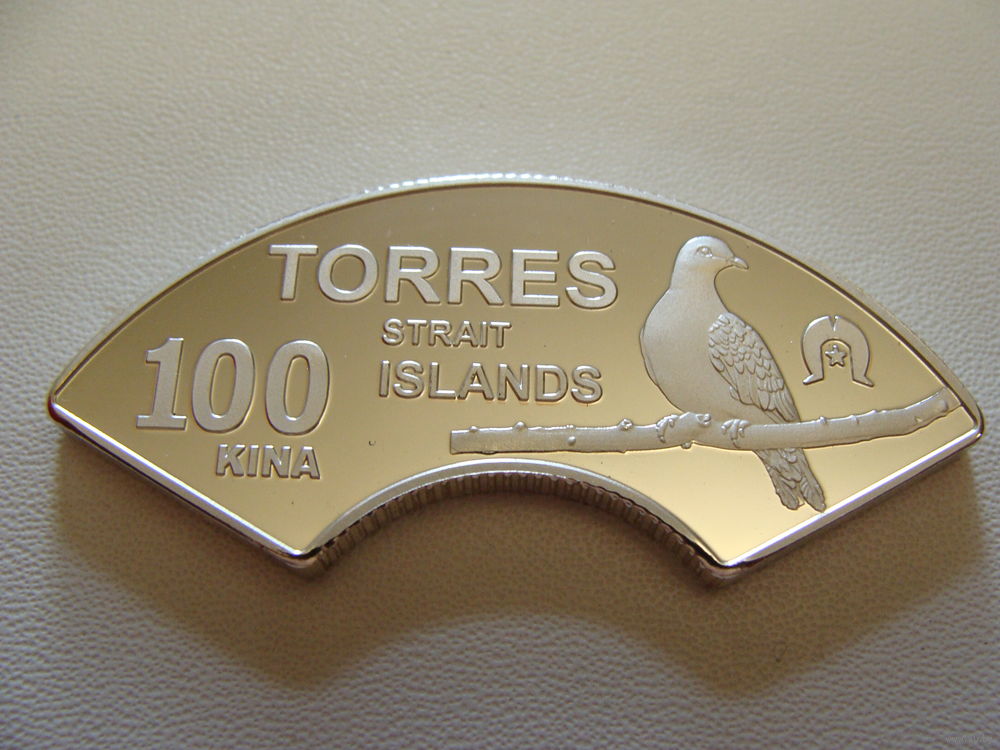 TORRES
STRAIT
ISLANDS
100
KINA